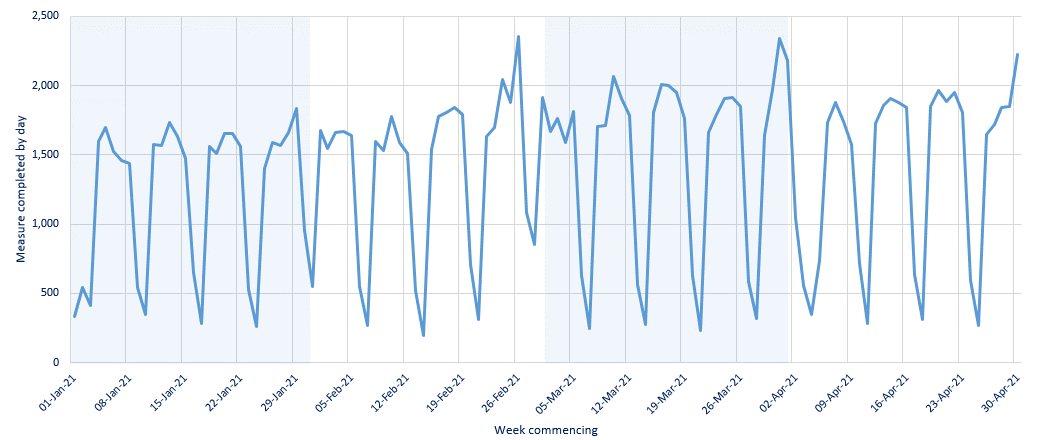 2,500
2,000
1,500
1,000
500
0
Measure completed by day
01-Jan-21
08-Jan-21
15-Jan-21
22-Jan-21
29-Jan-21
05-Feb-21
12-Feb-21
19-Feb-21
26-Feb-21
05-Mar-21
12-Mar-21
19-Mar-21
26-Mar-21
02-Apr-21
09-Apr-21
16-Apr-21
23-Apr-21
30-Apr-21
Week commencing